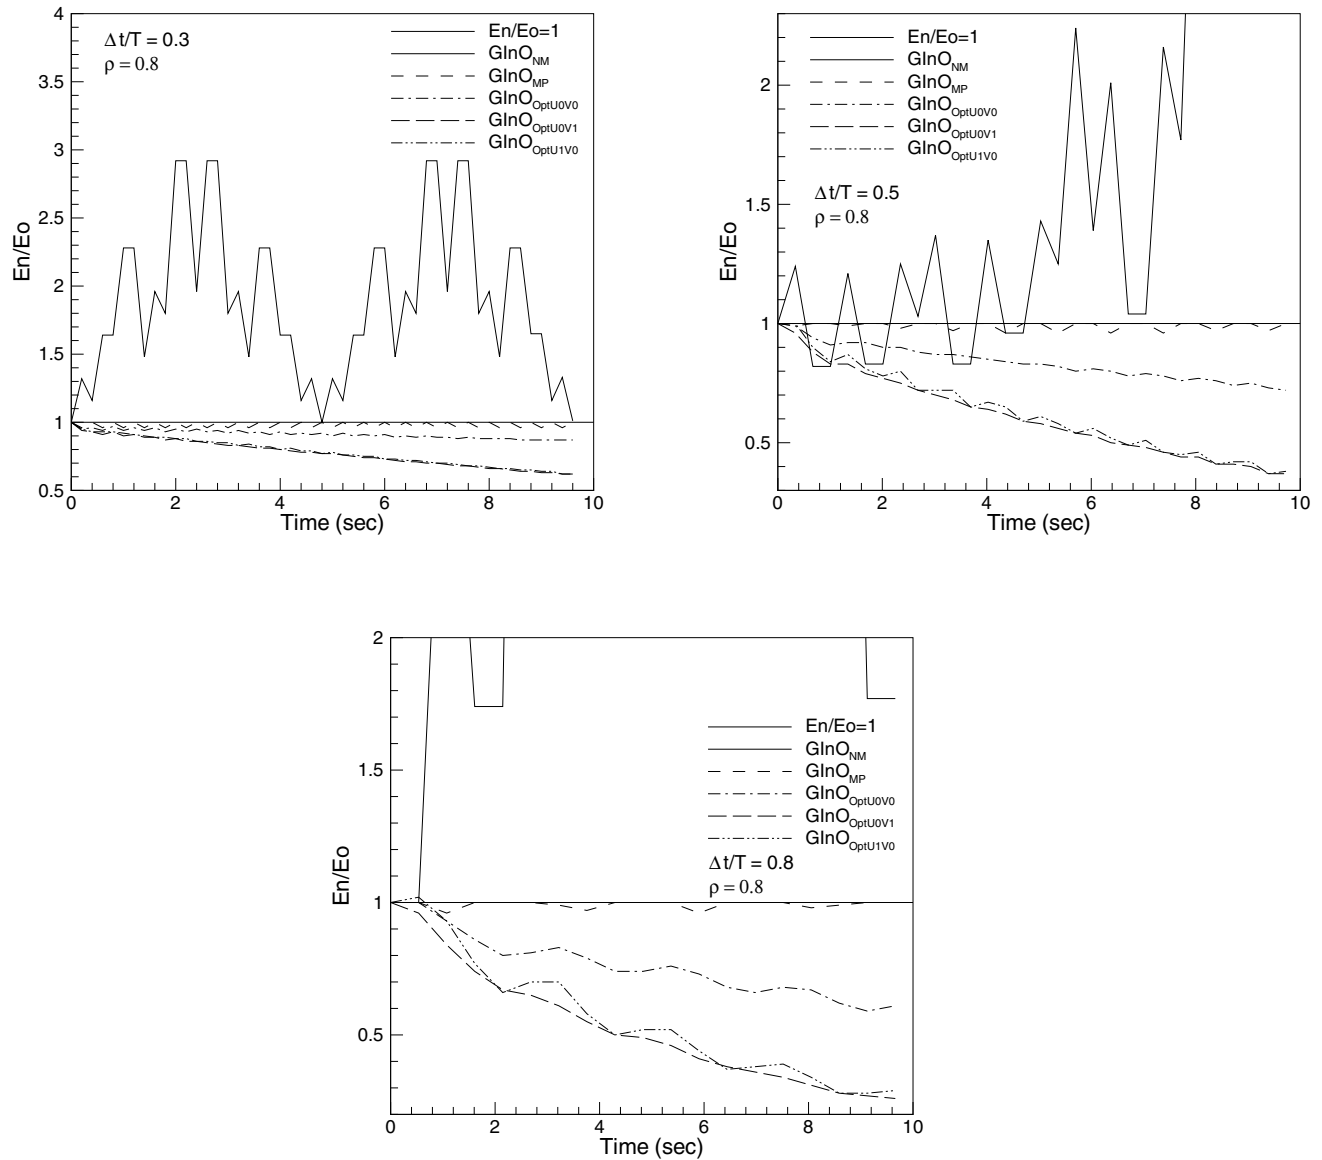 Δt/T = 0.3
ρ = 0.8
En/Eo=1
GInO_NM
GInO_MP
GInO_OptU0V0
GInO_OptU0V1
GInO_OptU1V0
4
3.5
3
2.5
2
1.5
1
0.5
En/Eo
0 2 4 6 8 10
Time (sec)
En/Eo=1
GInO_NM
GInO_MP
GInO_OptU0V0
GInO_OptU0V1
GInO_OptU1V0
Δt/T = 0.5
ρ = 0.8
2
1.5
1
0.5
En/Eo
0 2 4 6 8 10
Time (sec)
En/Eo=1
GInO_NM
GInO_MP
GInO_OptU0V0
GInO_OptU0V1
GInO_OptU1V0
Δt/T = 0.8
ρ = 0.8
2
1.5
1
0.5
En/Eo
0 2 4 6 8 10
Time (sec)